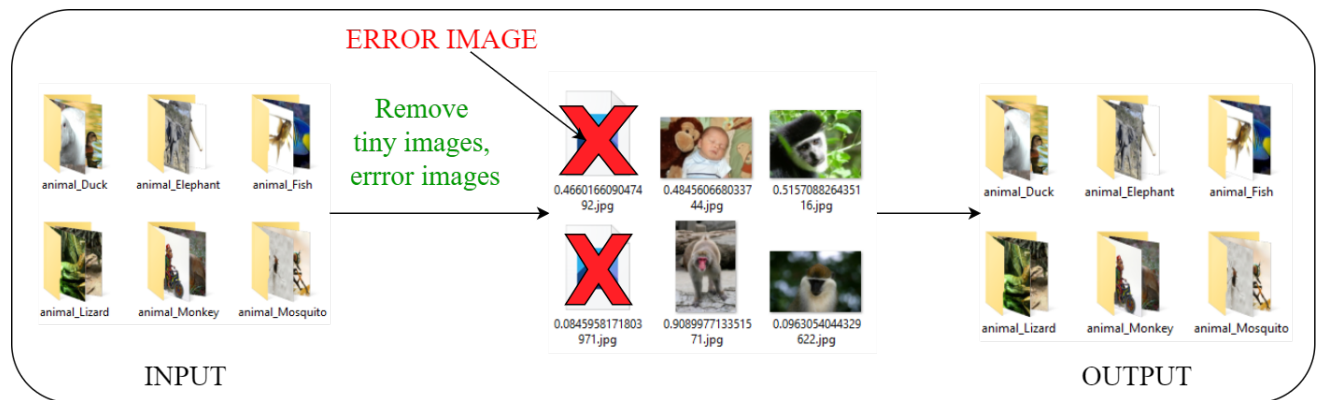 ERROR IMAGE
Remove
tiny images,
errror images
animal_Duck
animal_Elephant
animal_Fish
animal_Lizard
animal_Monkey
animal_Mosquito
INPUT
0.4660166090474
92.jpg
0.4845606680337
44.jpg
0.5157088264351
16.jpg
0.0845958171803
971.jpg
0.9089977133515
71.jpg
0.0963054044329
622.jpg
animal_Duck
animal_Elephant
animal_Fish
animal_Lizard
animal_Monkey
animal_Mosquito
OUTPUT